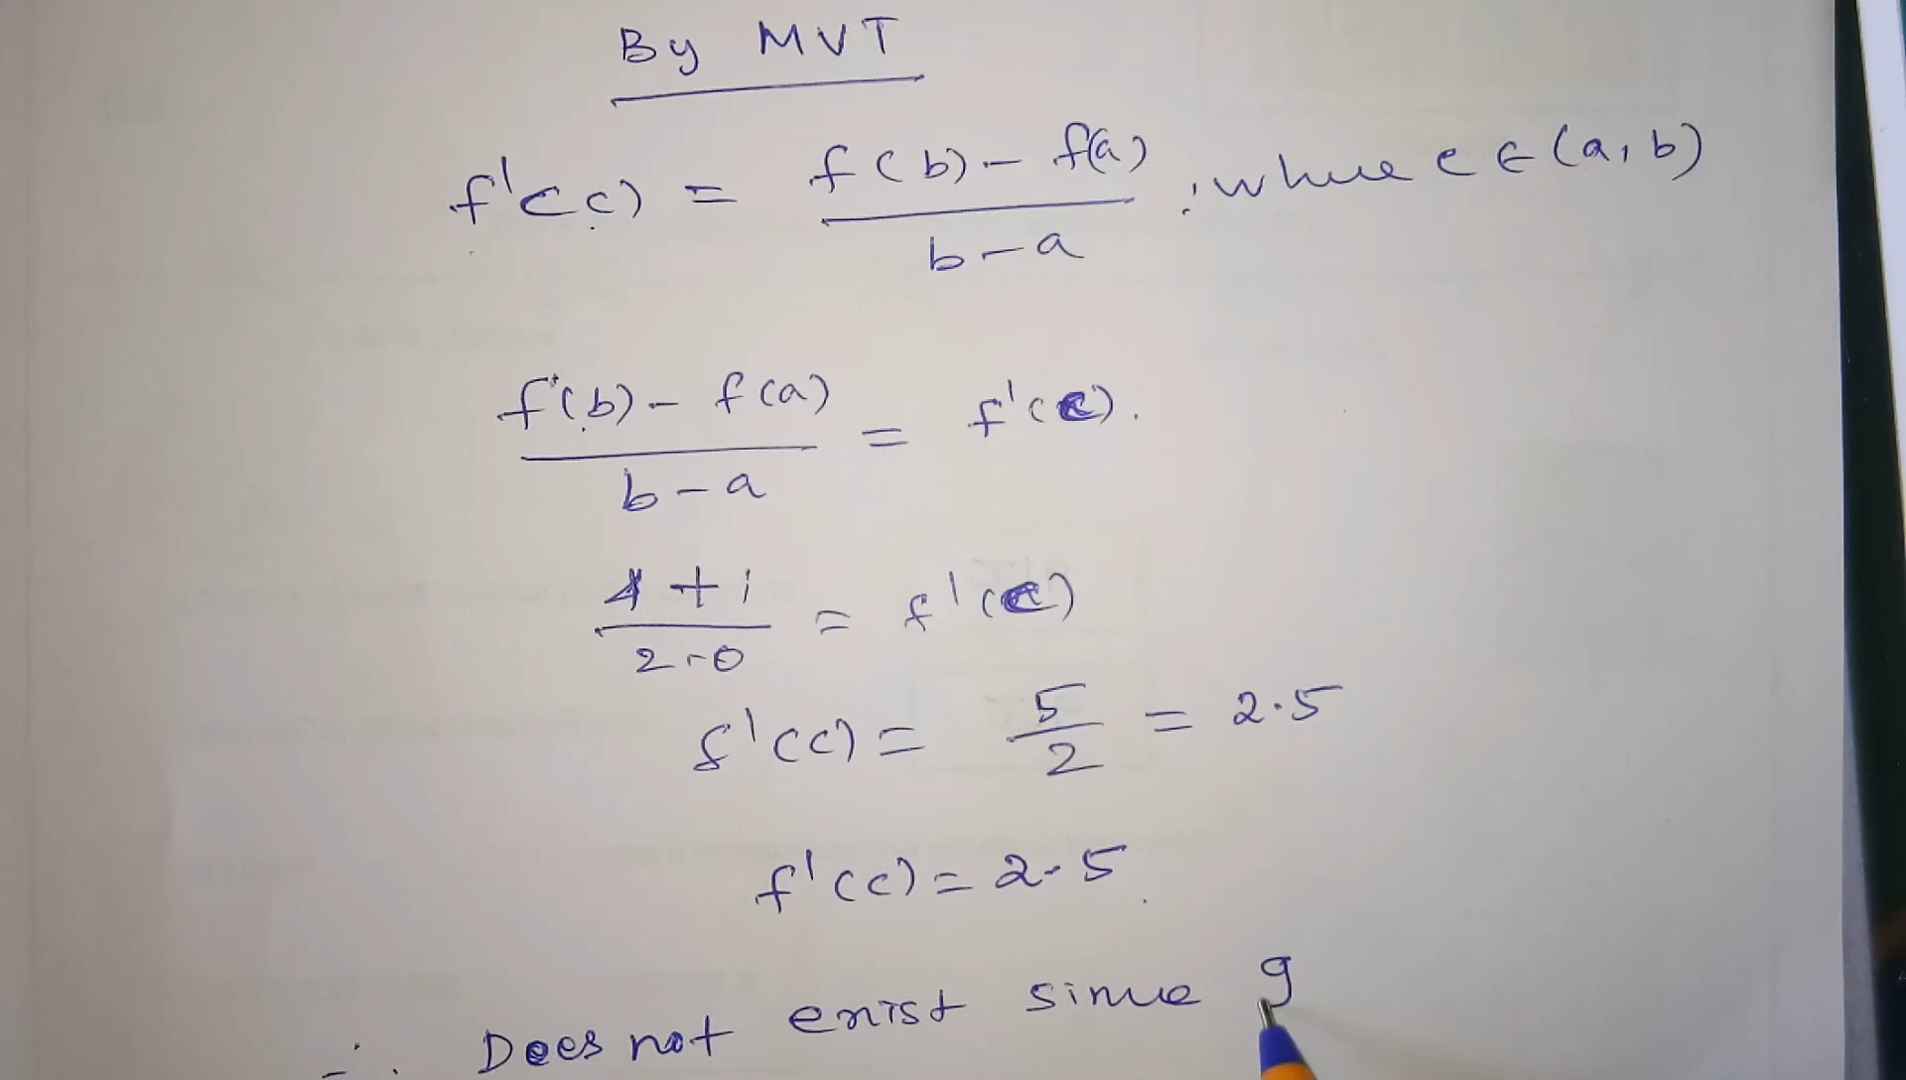 By MVT
f'(c) = f(b) - f(a) / b - a , where c ∈ (a, b)
f(b) - f(a) / b - a = f'(c).
4 + 1 / 2 - 0 = f'(c)
f'(c) = 5 / 2 = 2.5
f'(c) = 2.5
∴ Does not exist since g